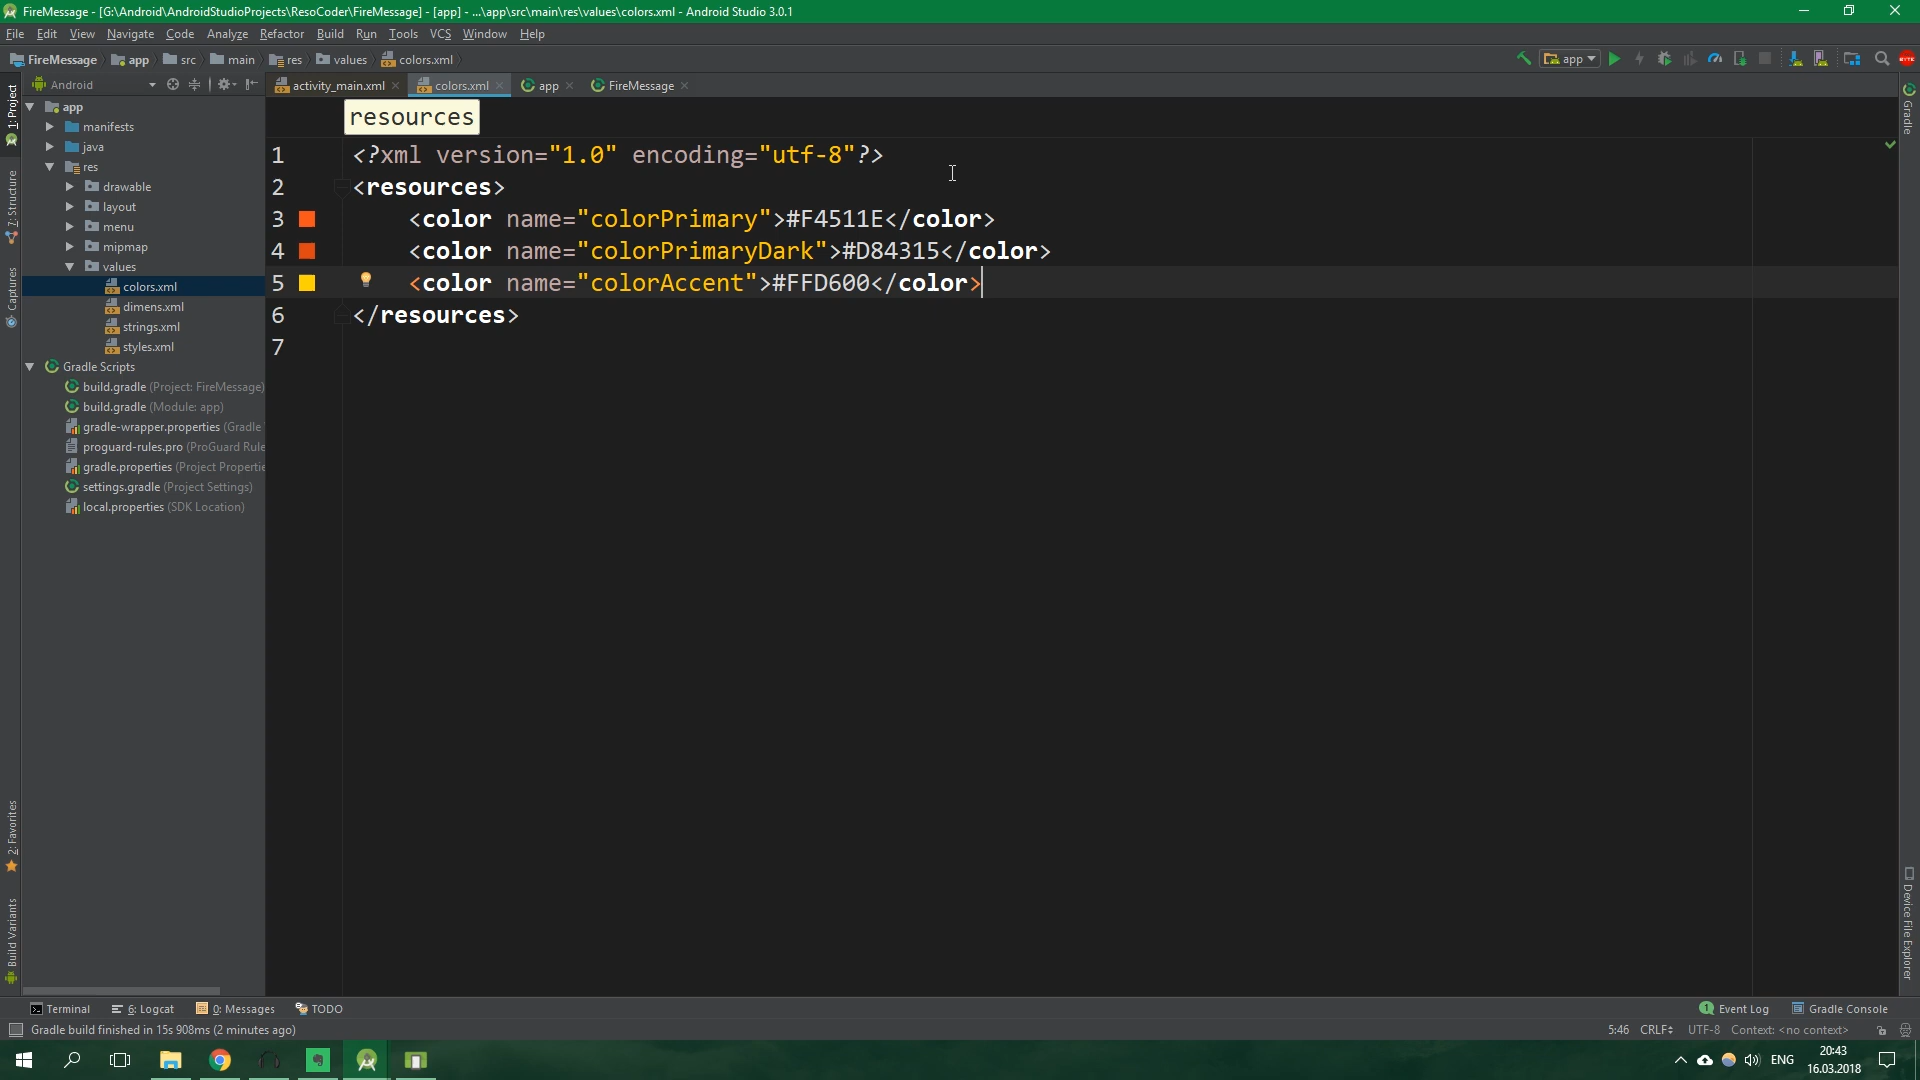 FireMessage - [G:\Android\AndroidStudioProjects\ResoCoder\FireMessage] - [app] - ...\app\src\main\res\values\colors.xml - Android Studio 3.0.1
File Edit View Navigate Code Analyze Refactor Build Run Tools VCS Window Help
FireMessage app src main res values colors.xml
app
Android
activity_main.xml colors.xml app FireMessage
1: Project
7: Structure
Captures
2: Favorites
Build Variants
app
manifests
java
res
drawable
layout
menu
mipmap
values
colors.xml
dimens.xml
strings.xml
styles.xml
Gradle Scripts
build.gradle (Project: FireMessage)
build.gradle (Module: app)
gradle-wrapper.properties (Gradle
proguard-rules.pro (ProGuard Rule
gradle.properties (Project Propertie
settings.gradle (Project Settings)
local.properties (SDK Location)
resources
1 <?xml version="1.0" encoding="utf-8"?>
2 <resources>
3 <color name="colorPrimary">#F4511E</color>
4 <color name="colorPrimaryDark">#D84315</color>
5 <color name="colorAccent">#FFD600</color>
6 </resources>
7
Gradle
Device File Explorer
Terminal 6: Logcat 0: Messages TODO
1 Event Log Gradle Console
Gradle build finished in 15s 908ms (2 minutes ago)
5:46 CRLF UTF-8 Context: <no context>
ENG
20:43
16.03.2018